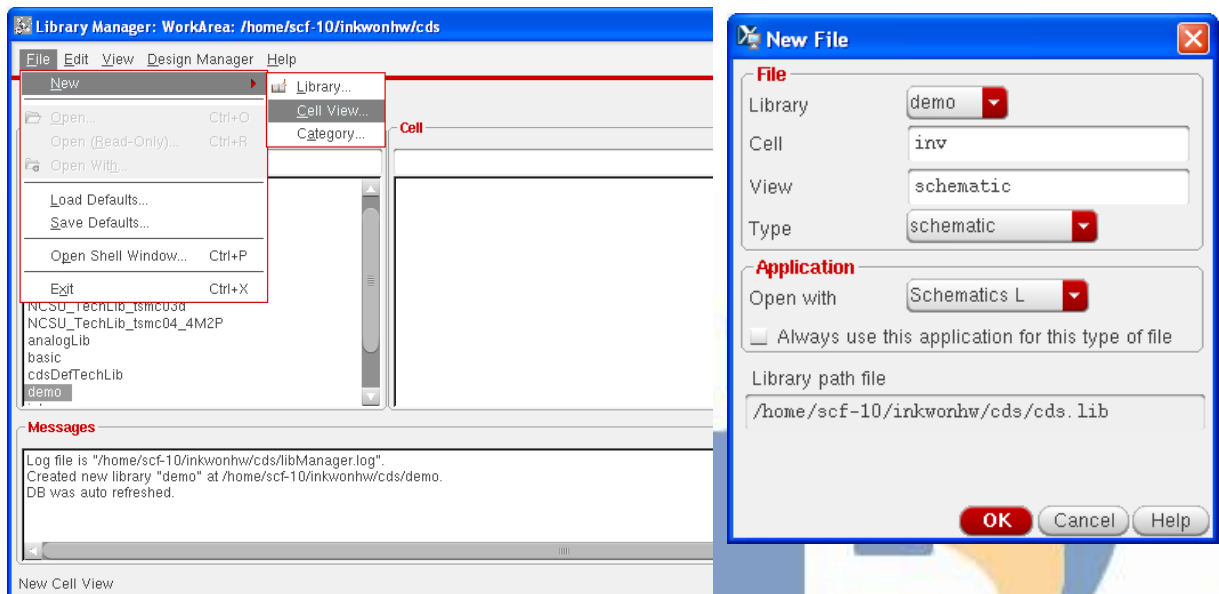 Library Manager: WorkArea: /home/scf-10/inkwonhw/cds
File Edit View Design Manager Help
New
Library...
Open... Ctrl+O
Cell View...
Open (Read-Only)... Ctrl+R
Category...
Open With...
Load Defaults...
Save Defaults...
Open Shell Window... Ctrl+P
Exit Ctrl+X
Cell
NCSU_TechLib_tsmc03d
NCSU_TechLib_tsmc04_4M2P
analogLib
basic
cdsDefTechLib
demo
Messages
Log file is "/home/scf-10/inkwonhw/cds/libManager.log".
Created new library "demo" at /home/scf-10/inkwonhw/cds/demo.
DB was auto refreshed.
New Cell View
New File
File
Library demo
Cell inv
View schematic
Type schematic
Application
Open with Schematics L
Always use this application for this type of file
Library path file
/home/scf-10/inkwonhw/cds/cds.lib
OK Cancel Help